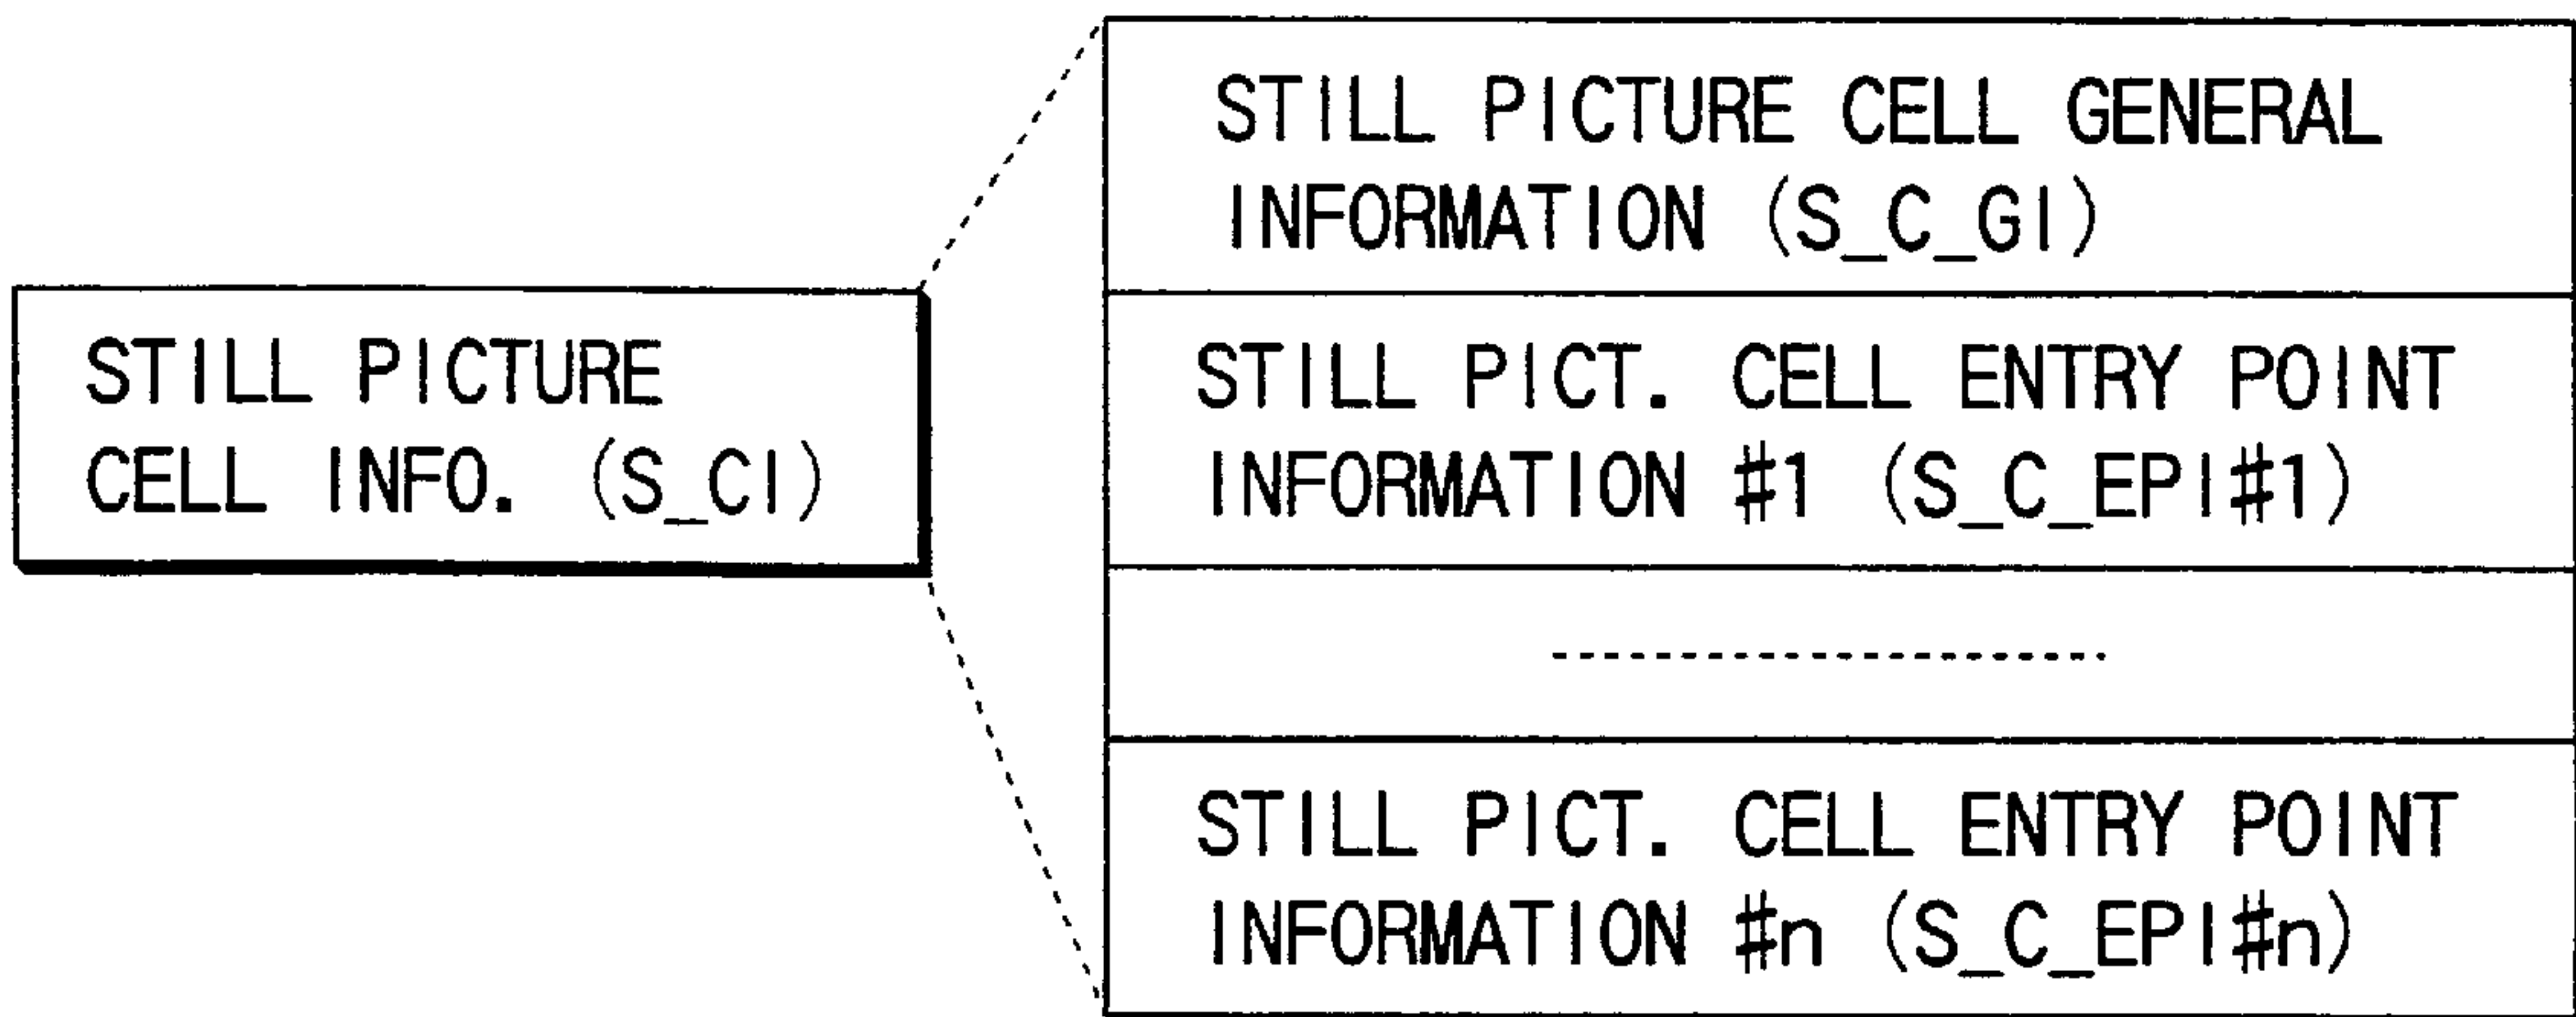 STILL PICTURE
CELL INFO. (S_CI)
STILL PICTURE CELL GENERAL
INFORMATION (S_C_GI)
STILL PICT. CELL ENTRY POINT
INFORMATION #1 (S_C_EPI#1)
STILL PICT. CELL ENTRY POINT
INFORMATION #n (S_C_EPI#n)